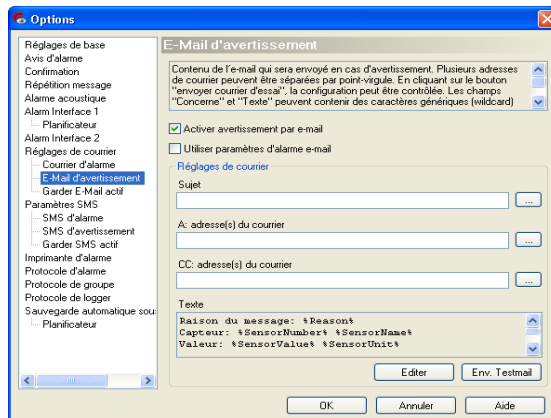 Options
Réglages de base
Avis d'alarme
Confirmation
Répétition message
Alarme acoustique
Alarm Interface 1
Planificateur
Alarm Interface 2
Réglages de courrier
Courrier d'alarme
E-Mail d'avertissement
Garder E-Mail actif
Paramètres SMS
SMS d'alarme
SMS d'avertissement
Garder SMS actif
Imprimante d'alarme
Protocole d'alarme
Protocole de groupe
Protocole de logger
Sauvegarde automatique sous
Planificateur
E-Mail d'avertissement
Contenu de l'e-mail qui sera envoyé en cas d'avertissement. Plusieurs adresses
de courrier peuvent être séparées par point-virgule. En cliquant sur le bouton
"envoyer courrier d'essai", la configuration peut être contrôlée. Les champs
"Concerne" et "Texte" peuvent contenir des caractères génériques (wildcard)
Activer avertissement par e-mail
Utiliser paramètres d'alarme e-mail
Réglages de courrier
Sujet
...
A: adresse(s) du courrier
...
CC: adresse(s) du courrier
...
Texte
Raison du message: %Reason%
Capteur: %SensorNumber% %SensorName%
Valeur: %SensorValue% %SensorUnit%
Editer
Env. Testmail
OK
Annuler
Aide